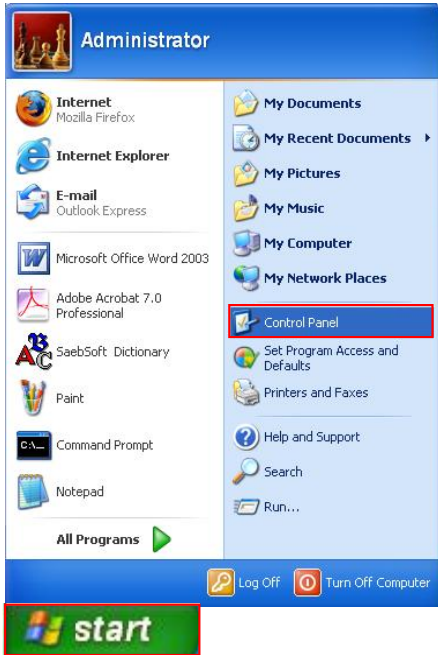 Administrator
Internet
Mozilla Firefox
Internet Explorer
E-mail
Outlook Express
Microsoft Office Word 2003
Adobe Acrobat 7.0
Professional
SaebSoft Dictionary
Paint
C:\_
Command Prompt
Notepad
All Programs
My Documents
My Recent Documents
My Pictures
My Music
My Computer
My Network Places
Control Panel
Set Program Access and
Defaults
Printers and Faxes
Help and Support
Search
Run...
Log Off
Turn Off Computer
start